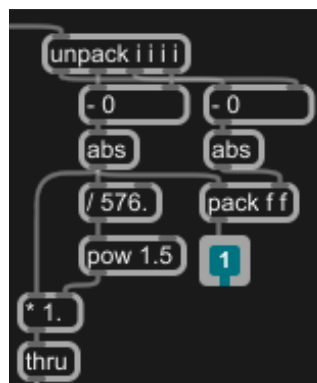 unpack i i i i
- 0 - 0
abs abs
/ 576. pack f f
pow 1.5 1
* 1.
thru